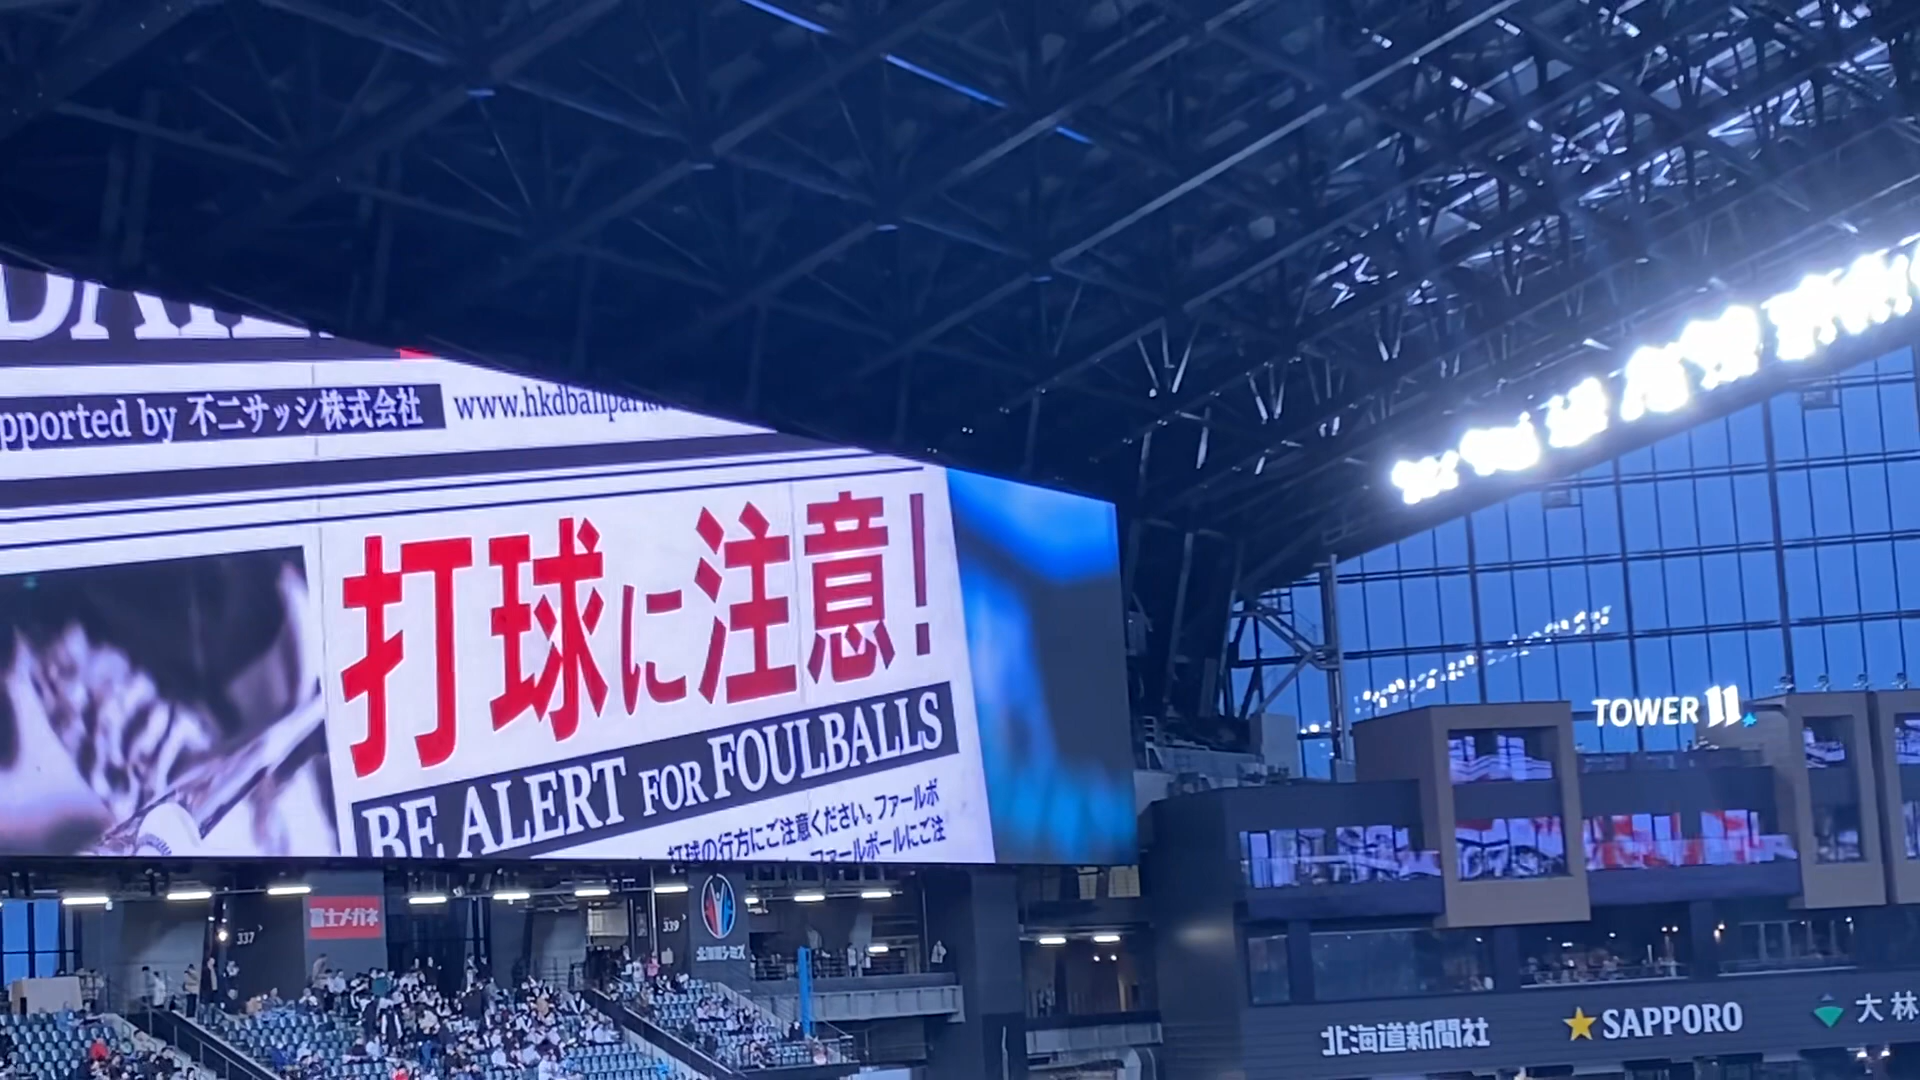 pported by 不二サッシ株式会社
www.hkdballpark
打球に注意!
BE ALERT FOR FOULBALLS
打球の行方にご注意ください。ファールボ
ファールボールにご注
TOWER 11
富士メガネ
337
339
北海道新聞社
SAPPORO
大林